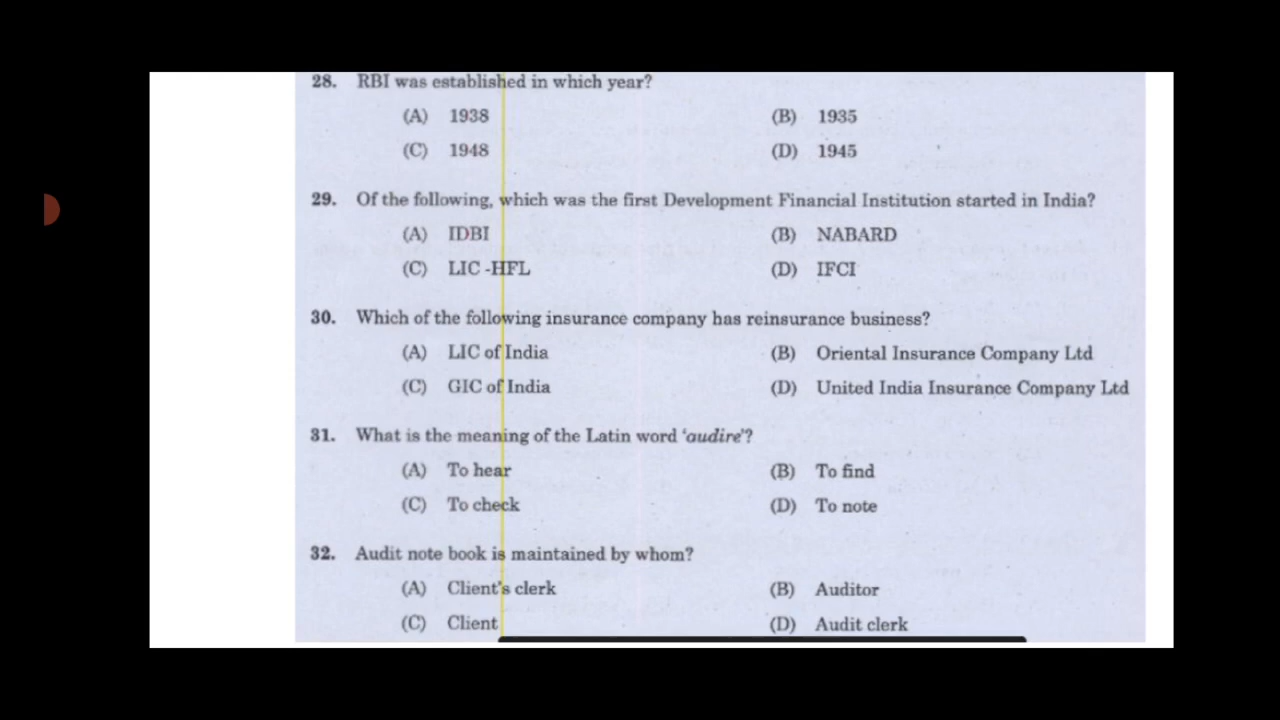 28. RBI was established in which year?
(A) 1938 (B) 1935
(C) 1948 (D) 1945
29. Of the following, which was the first Development Financial Institution started in India?
(A) IDBI (B) NABARD
(C) LIC -HFL (D) IFCI
30. Which of the following insurance company has reinsurance business?
(A) LIC of India (B) Oriental Insurance Company Ltd
(C) GIC of India (D) United India Insurance Company Ltd
31. What is the meaning of the Latin word ‘audire’?
(A) To hear (B) To find
(C) To check (D) To note
32. Audit note book is maintained by whom?
(A) Client's clerk (B) Auditor
(C) Client (D) Audit clerk